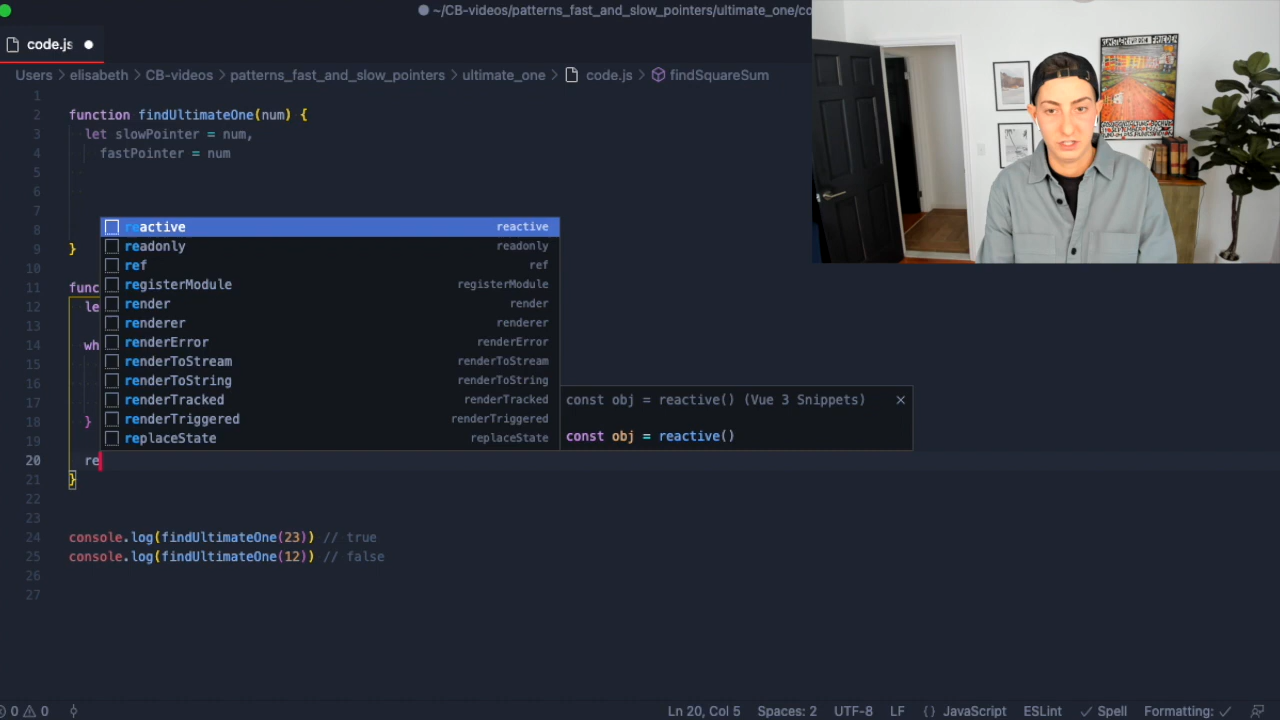 ~/CB-videos/patterns_fast_and_slow_pointers/ultimate_one/co
code.js
Users > elisabeth > CB-videos > patterns_fast_and_slow_pointers > ultimate_one > code.js > findSquareSum
1
2 function findUltimateOne(num) {
3 let slowPointer = num,
4 fastPointer = num
5
6
7
8
9 }
10
11 func
12 le
13
14 wh
15
16
17
18 }
19
20 re
21 }
22
23
24 console.log(findUltimateOne(23)) // true
25 console.log(findUltimateOne(12)) // false
26
27
reactive reactive
readonly readonly
ref ref
registerModule registerModule
render render
renderer renderer
renderError renderError
renderToStream renderToStream
renderToString renderToString
renderTracked renderTracked
renderTriggered renderTriggered
replaceState replaceState
const obj = reactive() (Vue 3 Snippets)
const obj = reactive()
KUNSTLER FRIEDEN
0 0 Ln 20, Col 5 Spaces: 2 UTF-8 LF {} JavaScript ESLint Spell Formatting: